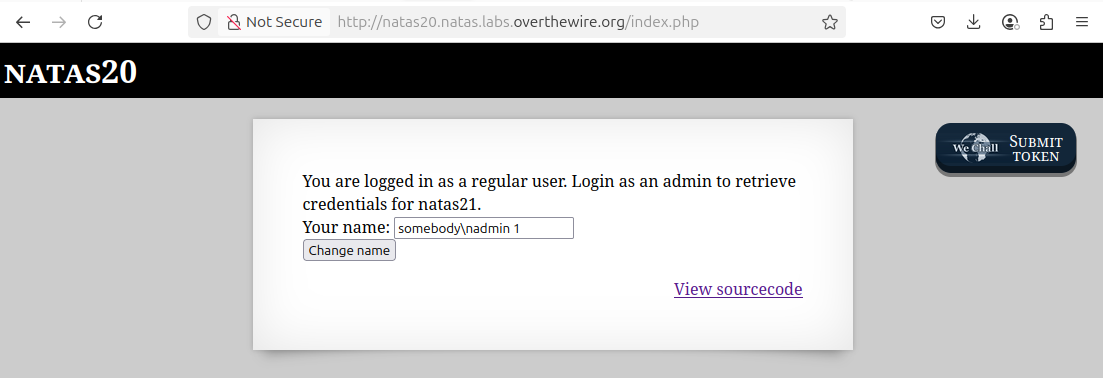 Not Secure http://natas20.natas.labs.overthewire.org/index.php
NATAS20
We Chall SUBMIT TOKEN
You are logged in as a regular user. Login as an admin to retrieve
credentials for natas21.
Your name: somebody\nadmin 1
Change name
View sourcecode